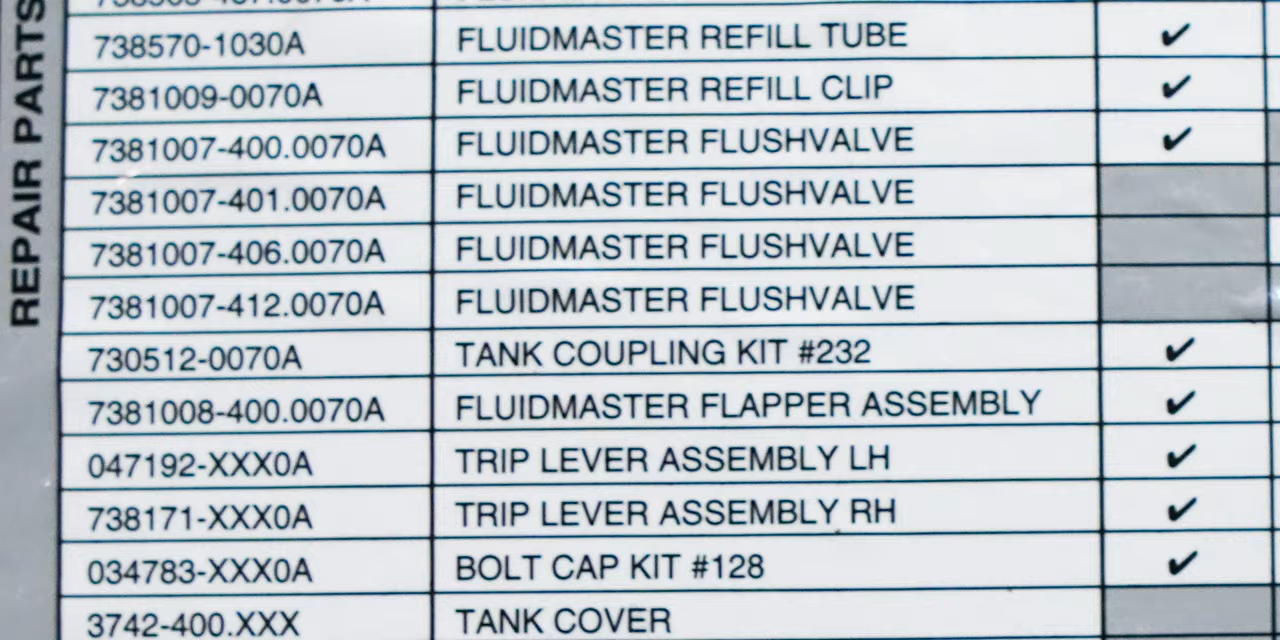 REPAIR PARTS
738570-1030A FLUIDMASTER REFILL TUBE ✔
7381009-0070A FLUIDMASTER REFILL CLIP ✔
7381007-400.0070A FLUIDMASTER FLUSHVALVE ✔
7381007-401.0070A FLUIDMASTER FLUSHVALVE
7381007-406.0070A FLUIDMASTER FLUSHVALVE
7381007-412.0070A FLUIDMASTER FLUSHVALVE
730512-0070A TANK COUPLING KIT #232 ✔
7381008-400.0070A FLUIDMASTER FLAPPER ASSEMBLY ✔
047192-XXX0A TRIP LEVER ASSEMBLY LH ✔
738171-XXX0A TRIP LEVER ASSEMBLY RH ✔
034783-XXX0A BOLT CAP KIT #128 ✔
3742-400.XXX TANK COVER